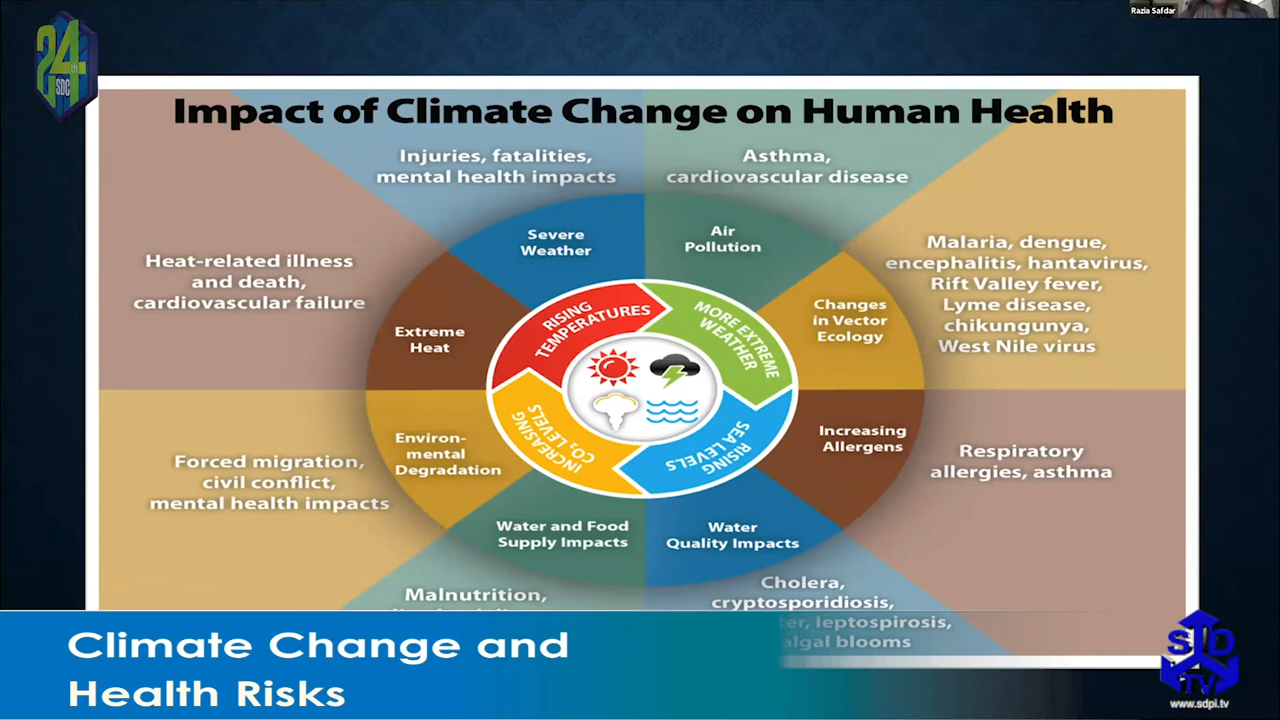 Razia Safdar
24th
SDC
Impact of Climate Change on Human Health
Injuries, fatalities,
mental health impacts
Asthma,
cardiovascular disease
Severe
Weather
Air
Pollution
Heat-related illness
and death,
cardiovascular failure
Malaria, dengue,
encephalitis, hantavirus,
Rift Valley fever,
Lyme disease,
chikungunya,
West Nile virus
Extreme
Heat
RISING
TEMPERATURES
MORE EXTREME
WEATHER
Changes
in Vector
Ecology
Environ-
mental
Degradation
INCREASING
CO₂ LEVELS
RISING
SEA LEVELS
Increasing
Allergens
Forced migration,
civil conflict,
mental health impacts
Respiratory
allergies, asthma
Water and Food
Supply Impacts
Water
Quality Impacts
Malnutrition,
Cholera,
cryptosporidiosis,
leptospirosis,
algal blooms
Climate Change and
Health Risks
SD
TV
www.sdpi.tv